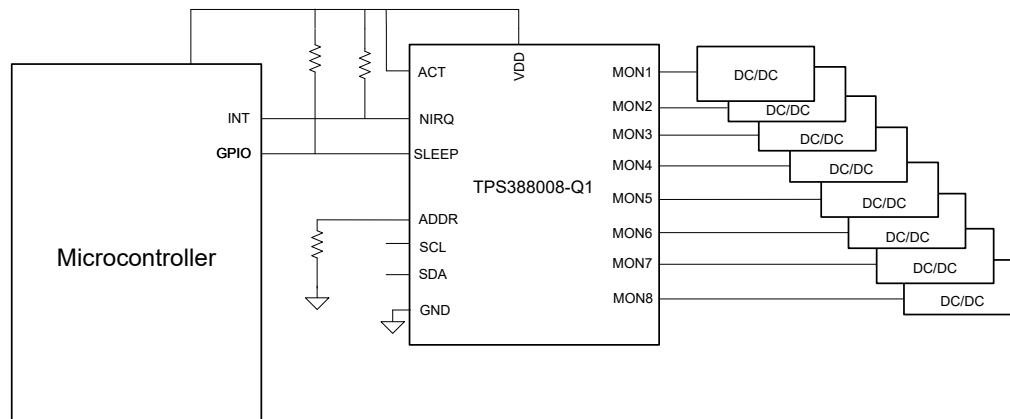 Microcontroller
INT
GPIO
ACT
VDD
NIRQ
SLEEP
ADDR
SCL
SDA
GND
TPS388008-Q1
MON1
MON2
MON3
MON4
MON5
MON6
MON7
MON8
DC/DC
DC/DC
DC/DC
DC/DC
DC/DC
DC/DC
DC/DC
DC/DC